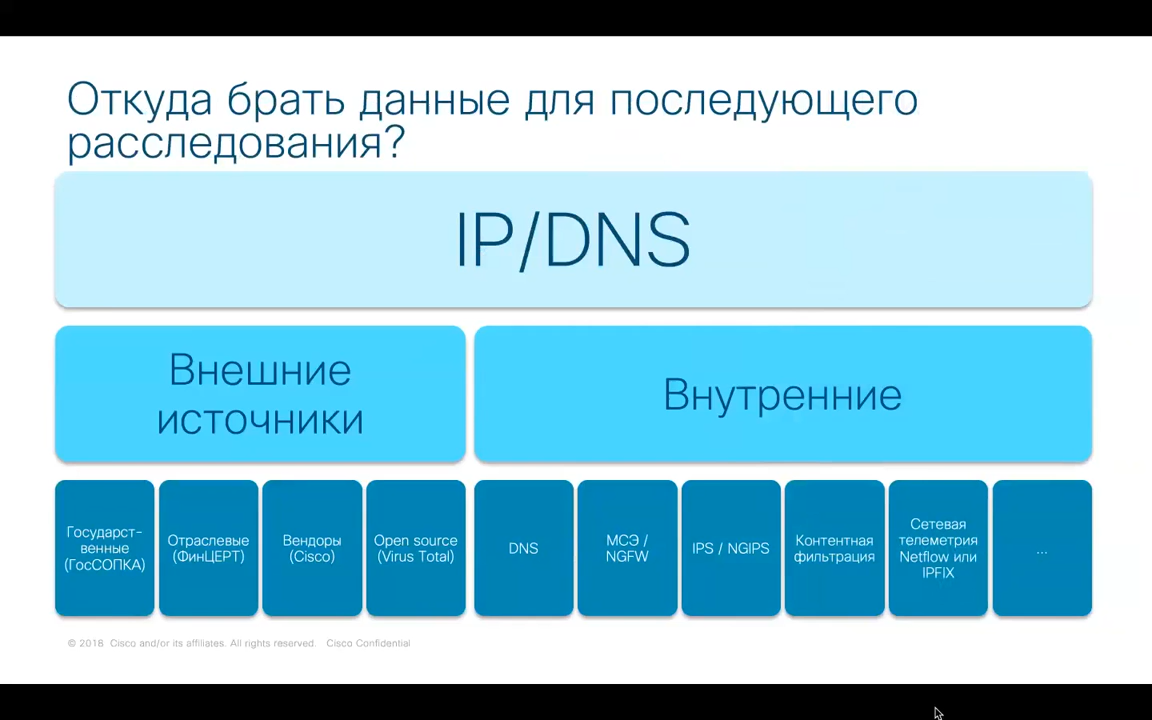 Откуда брать данные для последующего
расследования?
IP/DNS
Внешние
источники
Внутренние
Государст-
венные
(ГосСОПКА)
Отраслевые
(ФинЦЕРТ)
Вендоры
(Cisco)
Open source
(Virus Total)
DNS
МСЭ /
NGFW
IPS / NGIPS
Контентная
фильтрация
Сетевая
телеметрия
Netflow или
IPFIX
...
© 2018 Cisco and/or its affiliates. All rights reserved. Cisco Confidential